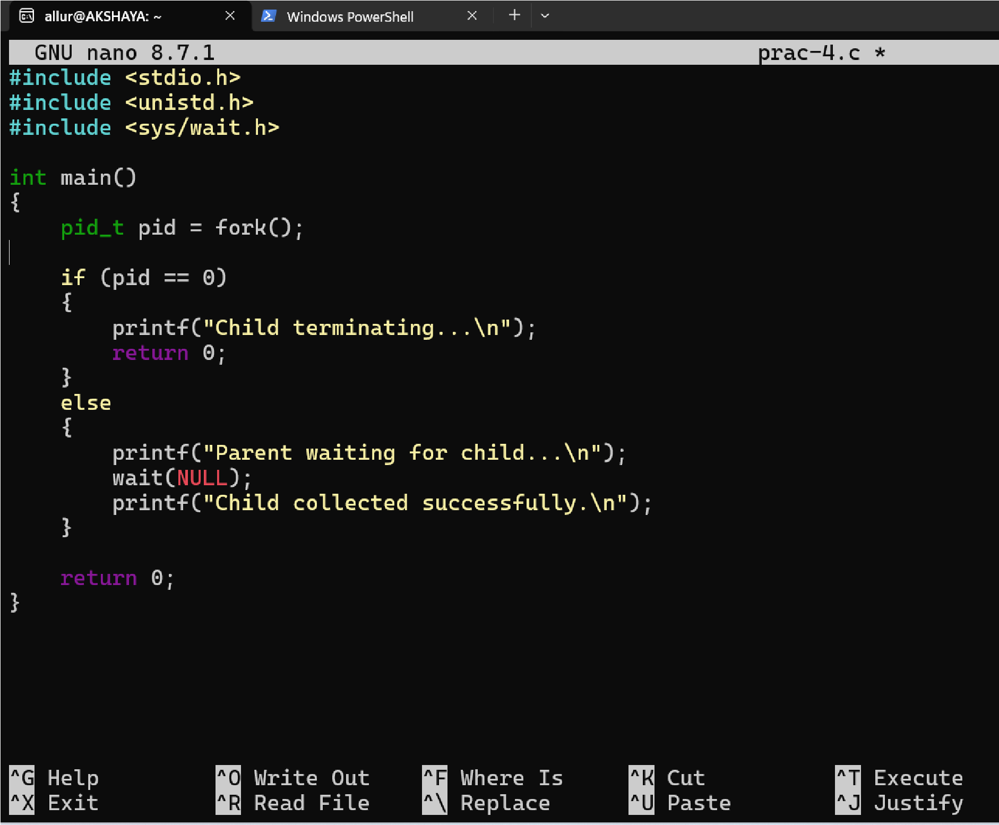 allur@AKSHAYA: ~ Windows PowerShell
GNU nano 8.7.1 prac-4.c *
#include <stdio.h>
#include <unistd.h>
#include <sys/wait.h>

int main()
{
    pid_t pid = fork();

    if (pid == 0)
    {
        printf("Child terminating...\n");
        return 0;
    }
    else
    {
        printf("Parent waiting for child...\n");
        wait(NULL);
        printf("Child collected successfully.\n");
    }

    return 0;
}
^G Help ^O Write Out ^F Where Is ^K Cut ^T Execute
^X Exit ^R Read File ^\ Replace ^U Paste ^J Justify